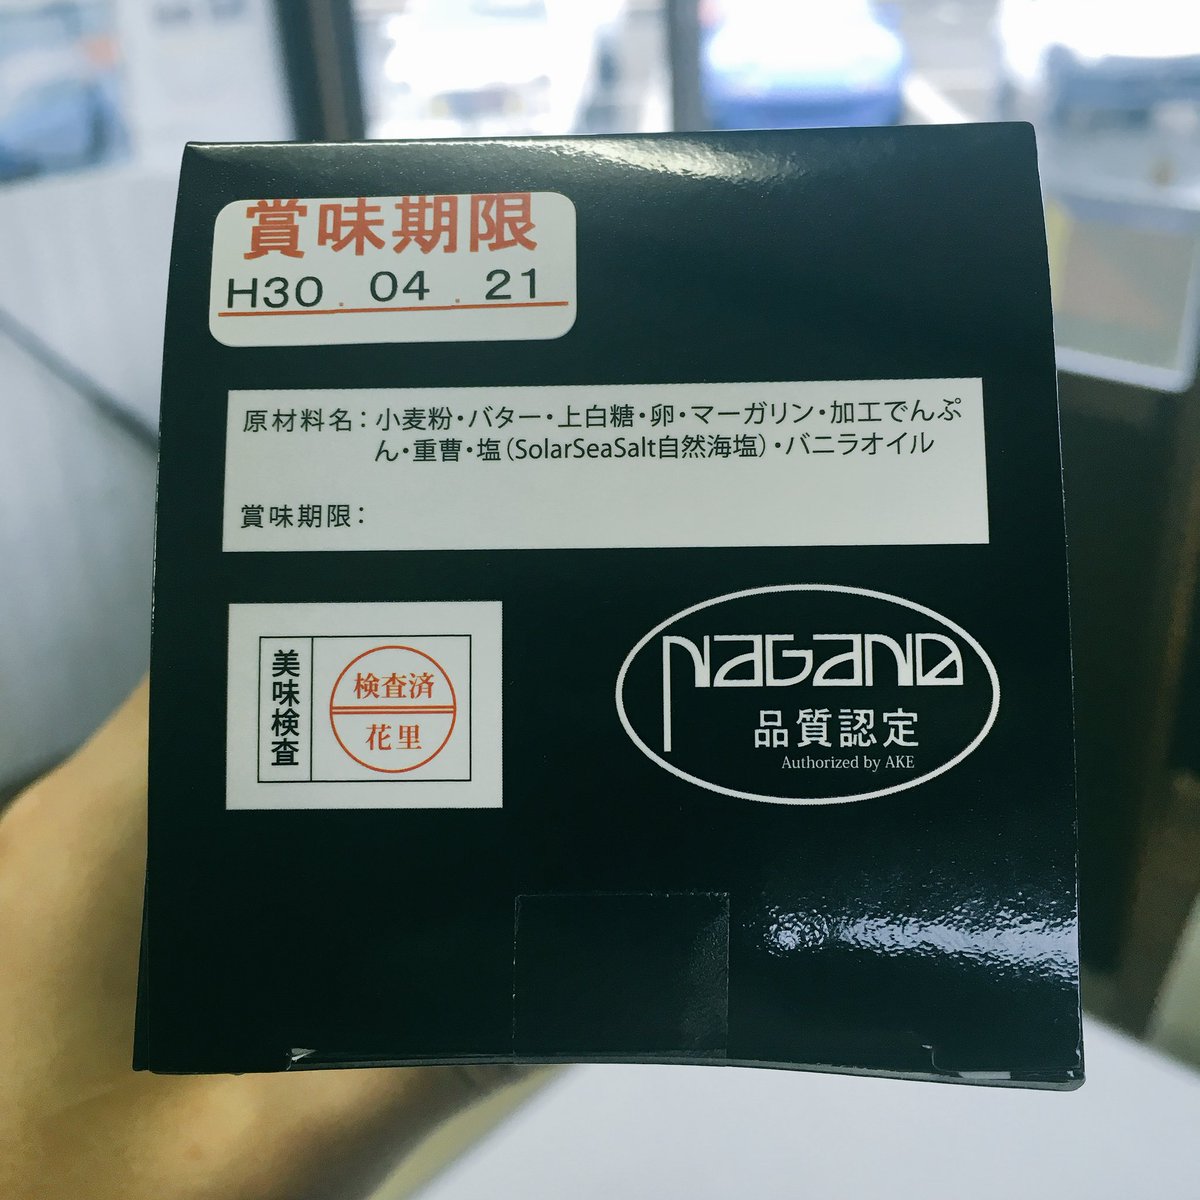 賞味期限
H30.04.21
原材料名：小麦粉・バター・上白糖・卵・マーガリン・加工でんぷ
ん・重曹・塩（SolarSeaSalt自然海塩）・バニラオイル
賞味期限：
美味検査
検査済
花里
NAGANO
品質認定
Authorized by AKE